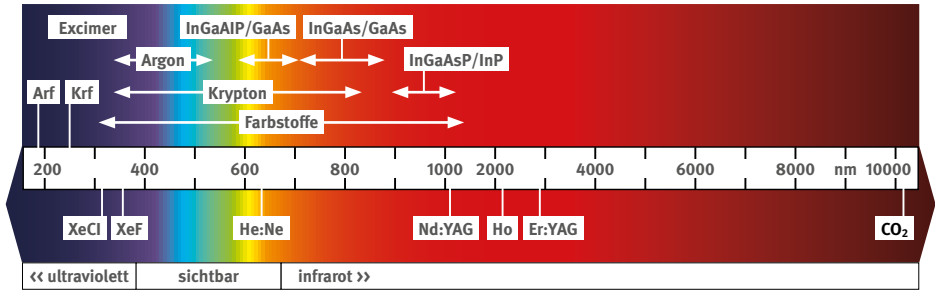 Excimer
InGaAlP/GaAs
InGaAs/GaAs
Argon
InGaAsP/InP
Arf
Krf
Krypton
Farbstoffe
200 400 600 800 1000 2000 4000 6000 8000 nm 10000
XeCl
XeF
He:Ne
Nd:YAG
Ho
Er:YAG
CO₂
<< ultraviolett
sichtbar
infrarot >>